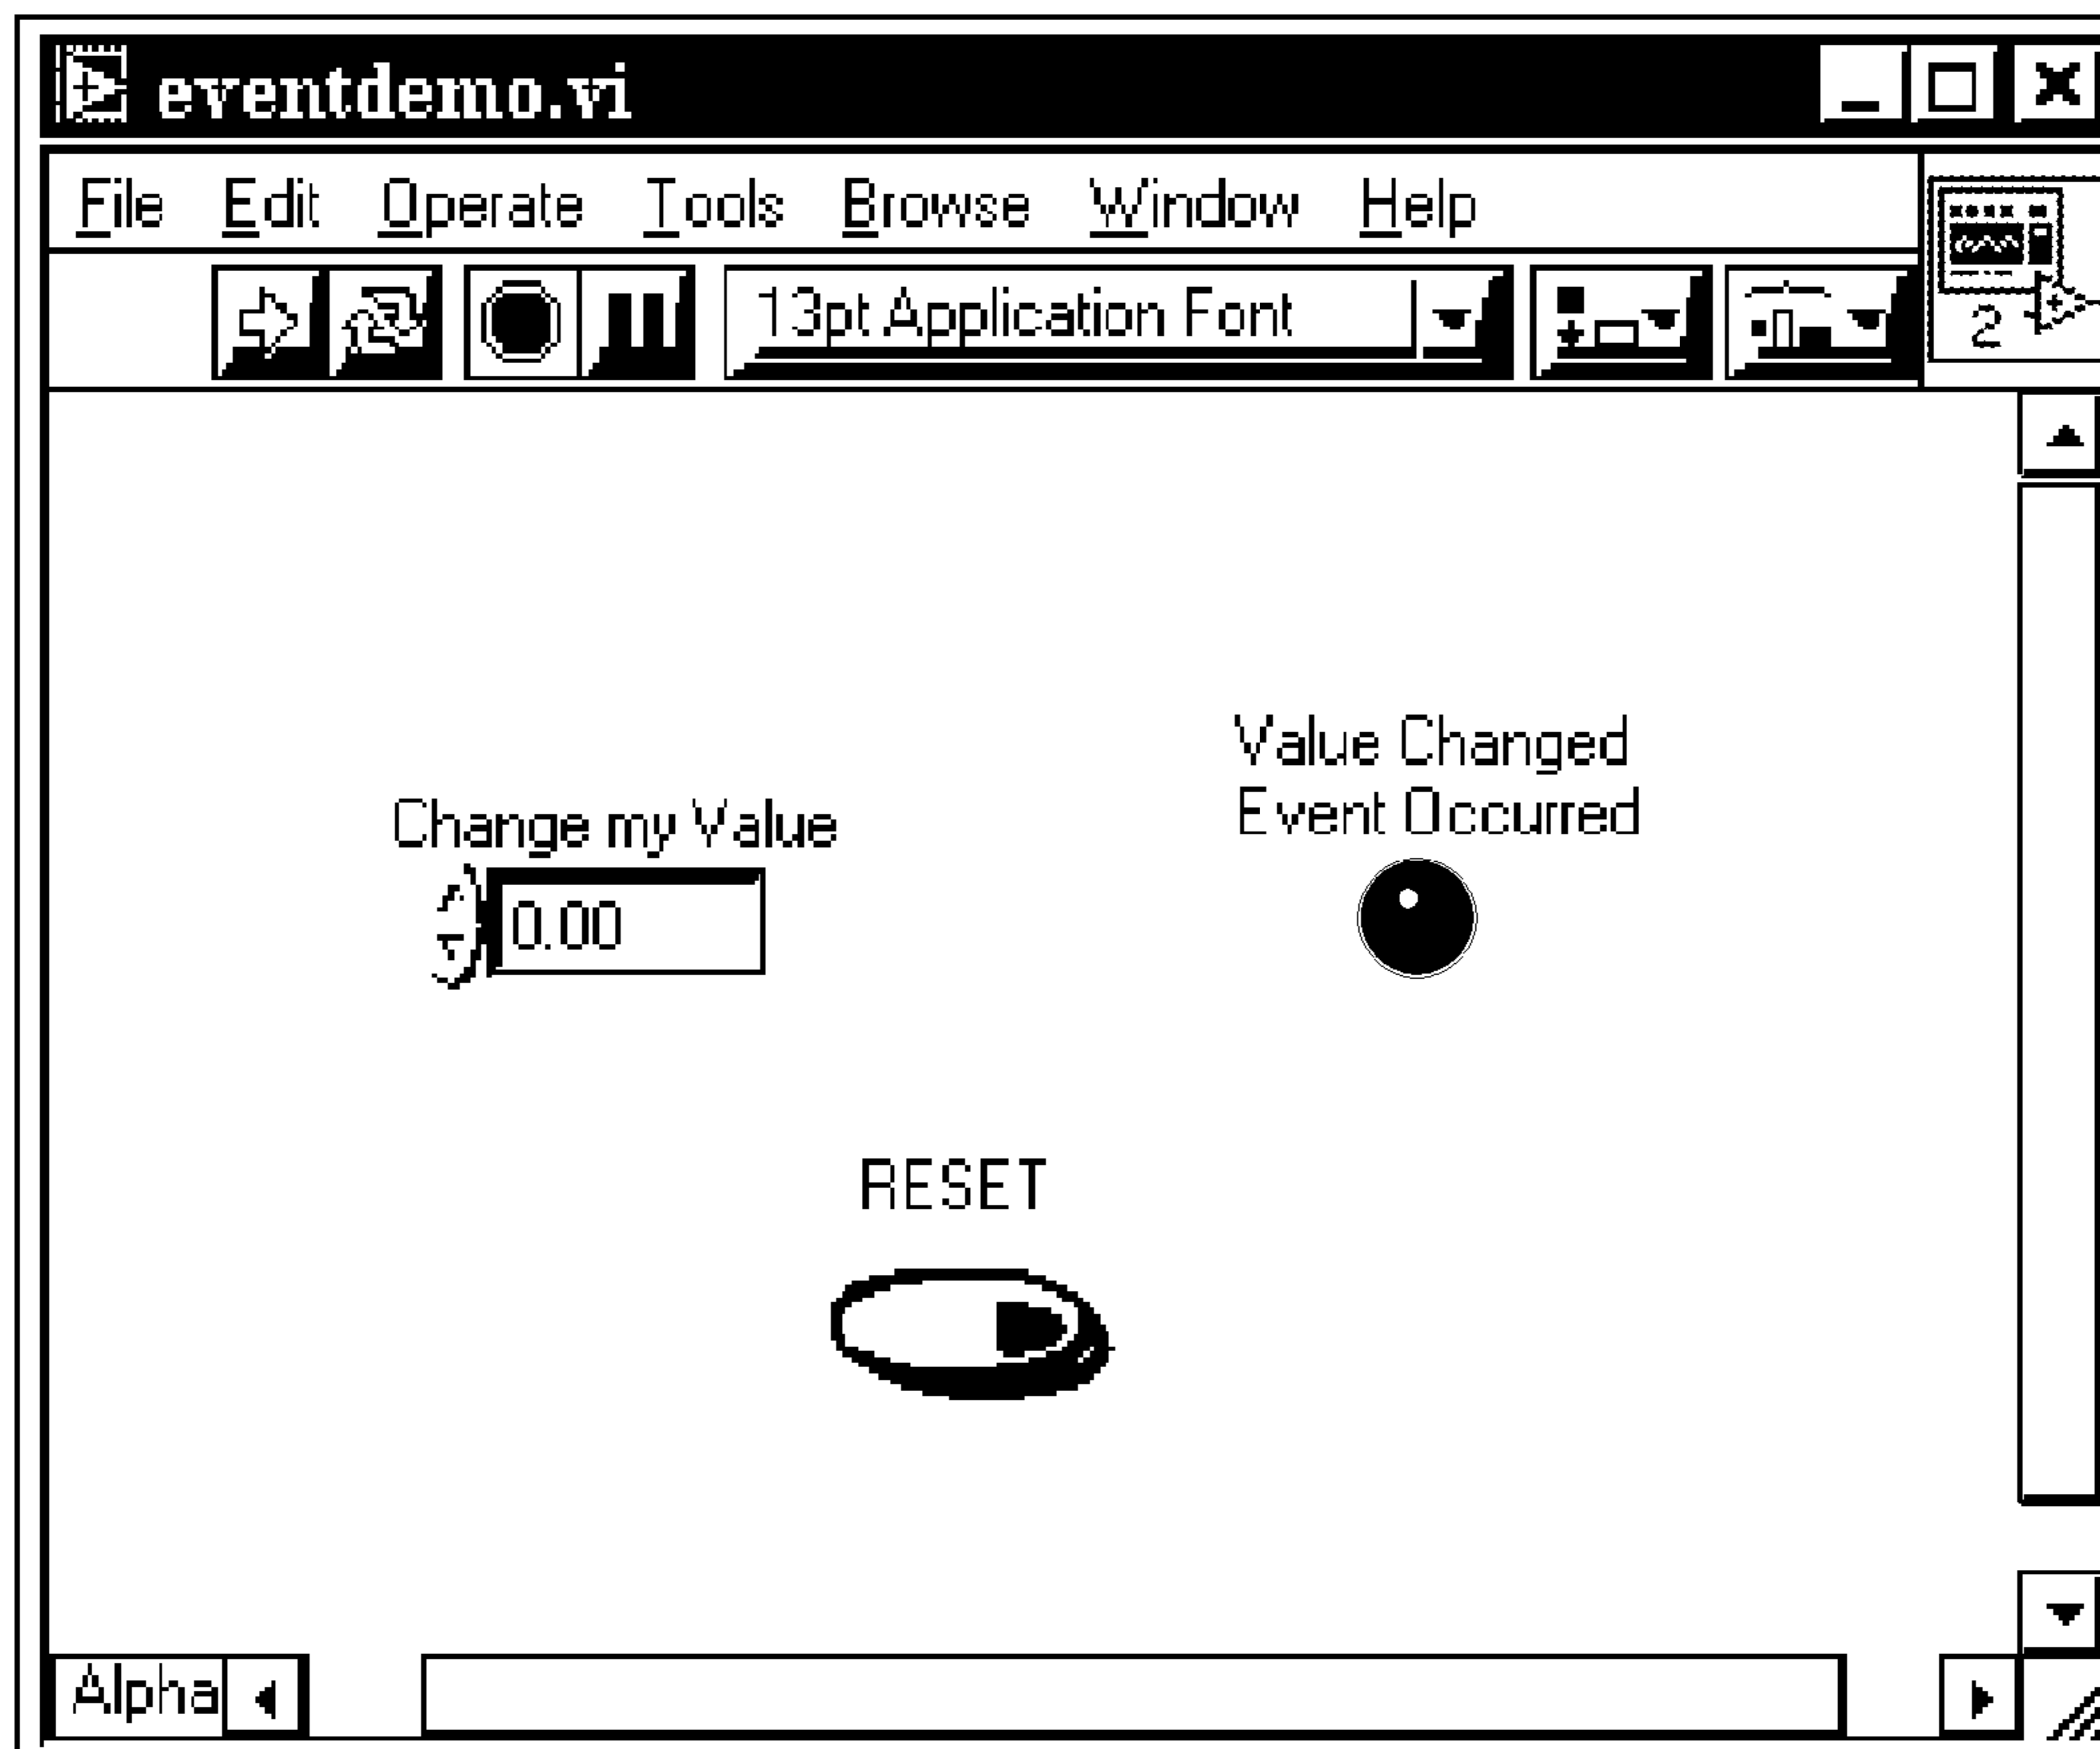 eventdemo.vi
File Edit Operate Tools Browse Window Help
13pt Application Font
2
Value Changed
Event Occurred
Change my Value
0.00
RESET
Alpha